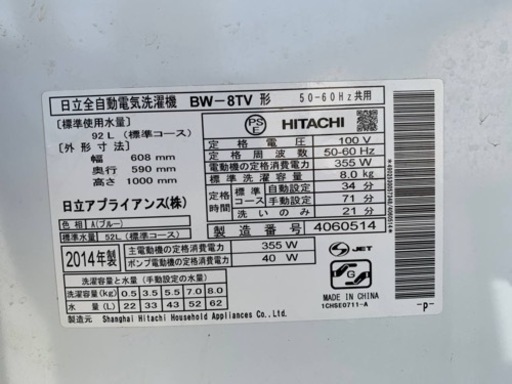 日立全自動電気洗濯機 BW-8TV 形 50-60Hz共用
[標準使用水量]
92L (標準コース)
[外形寸法]
幅 608 mm
奥行 590 mm
高さ 1000 mm
日立アプライアンス(株)
色相 A(ブルー)
標準水量 52L (標準コース)
PS
E
HITACHI
定格電圧 100 V
定格周波数 50-60 Hz
電動機の定格消費電力 355 W
標準洗濯容量 8.0 kg
定格時間 標準コース 自動設定 34 分
手動設定 71 分
洗いのみ 21 分
製造番号 4060514
2014年製
主電動機の定格消費電力 355 W
ポンプ電動機の定格消費電力 40 W
洗濯容量と水量 (手動設定の水量)
洗濯容量(kg) 0.5 3.5 5.5 7.0 8.0
水量(L) 22 33 43 52 62
製造元 Shanghai Hitachi Household Appliances Co.,Ltd.
S JET
G
MADE IN CHINA
1CHSE0711-A
-P-